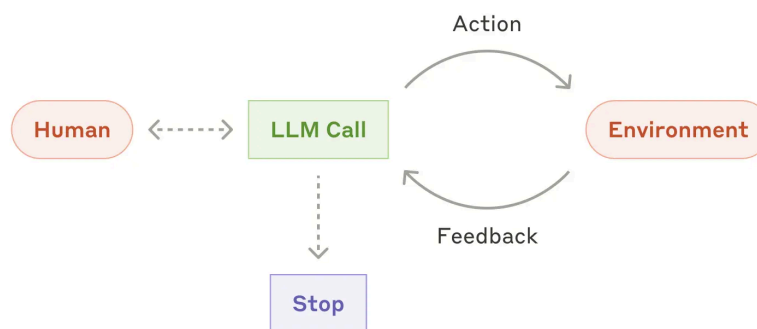 Action
Human
LLM Call
Environment
Feedback
Stop